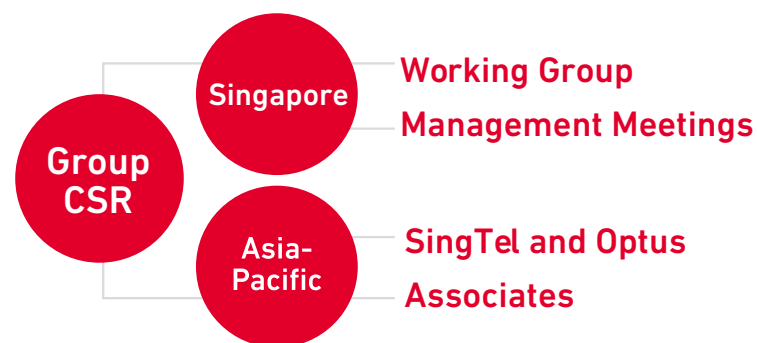 Group
CSR
Singapore
Working Group
Management Meetings
Asia-
Pacific
SingTel and Optus
Associates